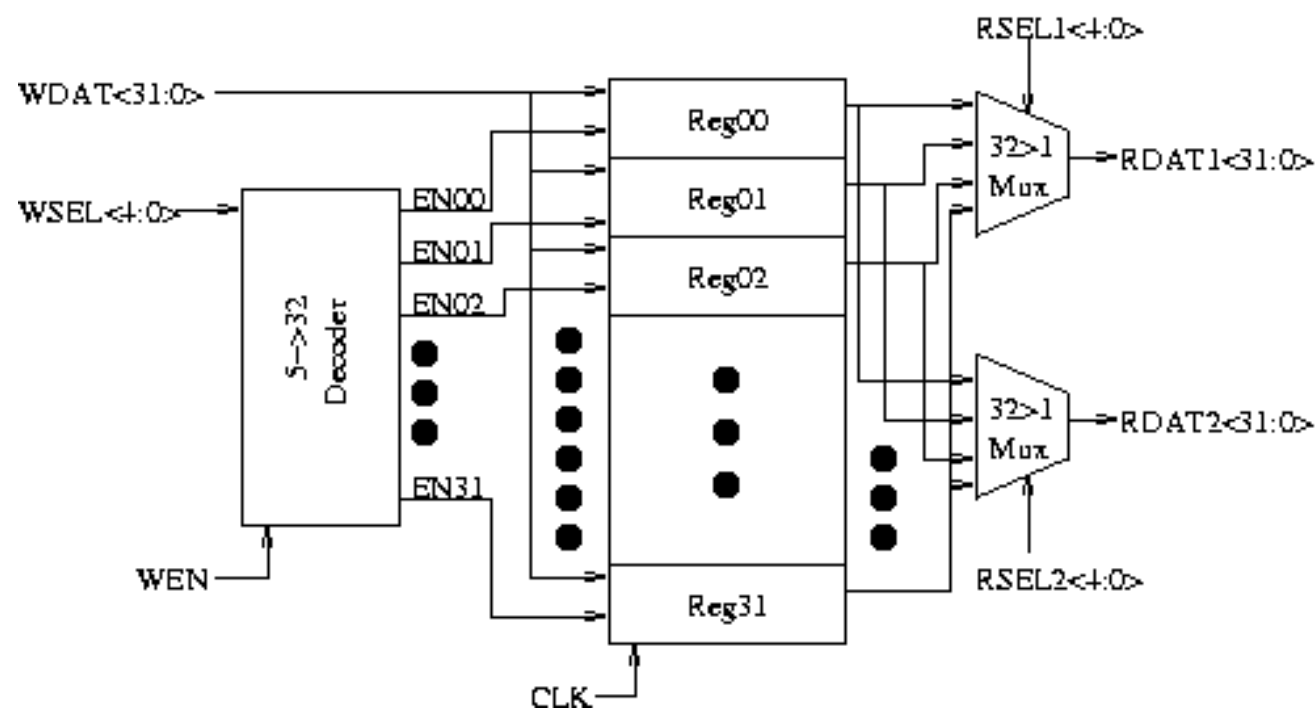 RSEL1<4:0>
WDAT<31:0>
Reg00
32>1
Mux
RDAT1<31:0>
WSEL<4:0>
EN00
Reg01
EN01
Reg02
EN02
5->32
Decoder
32>1
Mux
RDAT2<31:0>
EN31
WEN
RSEL2<4:0>
Reg31
CLK